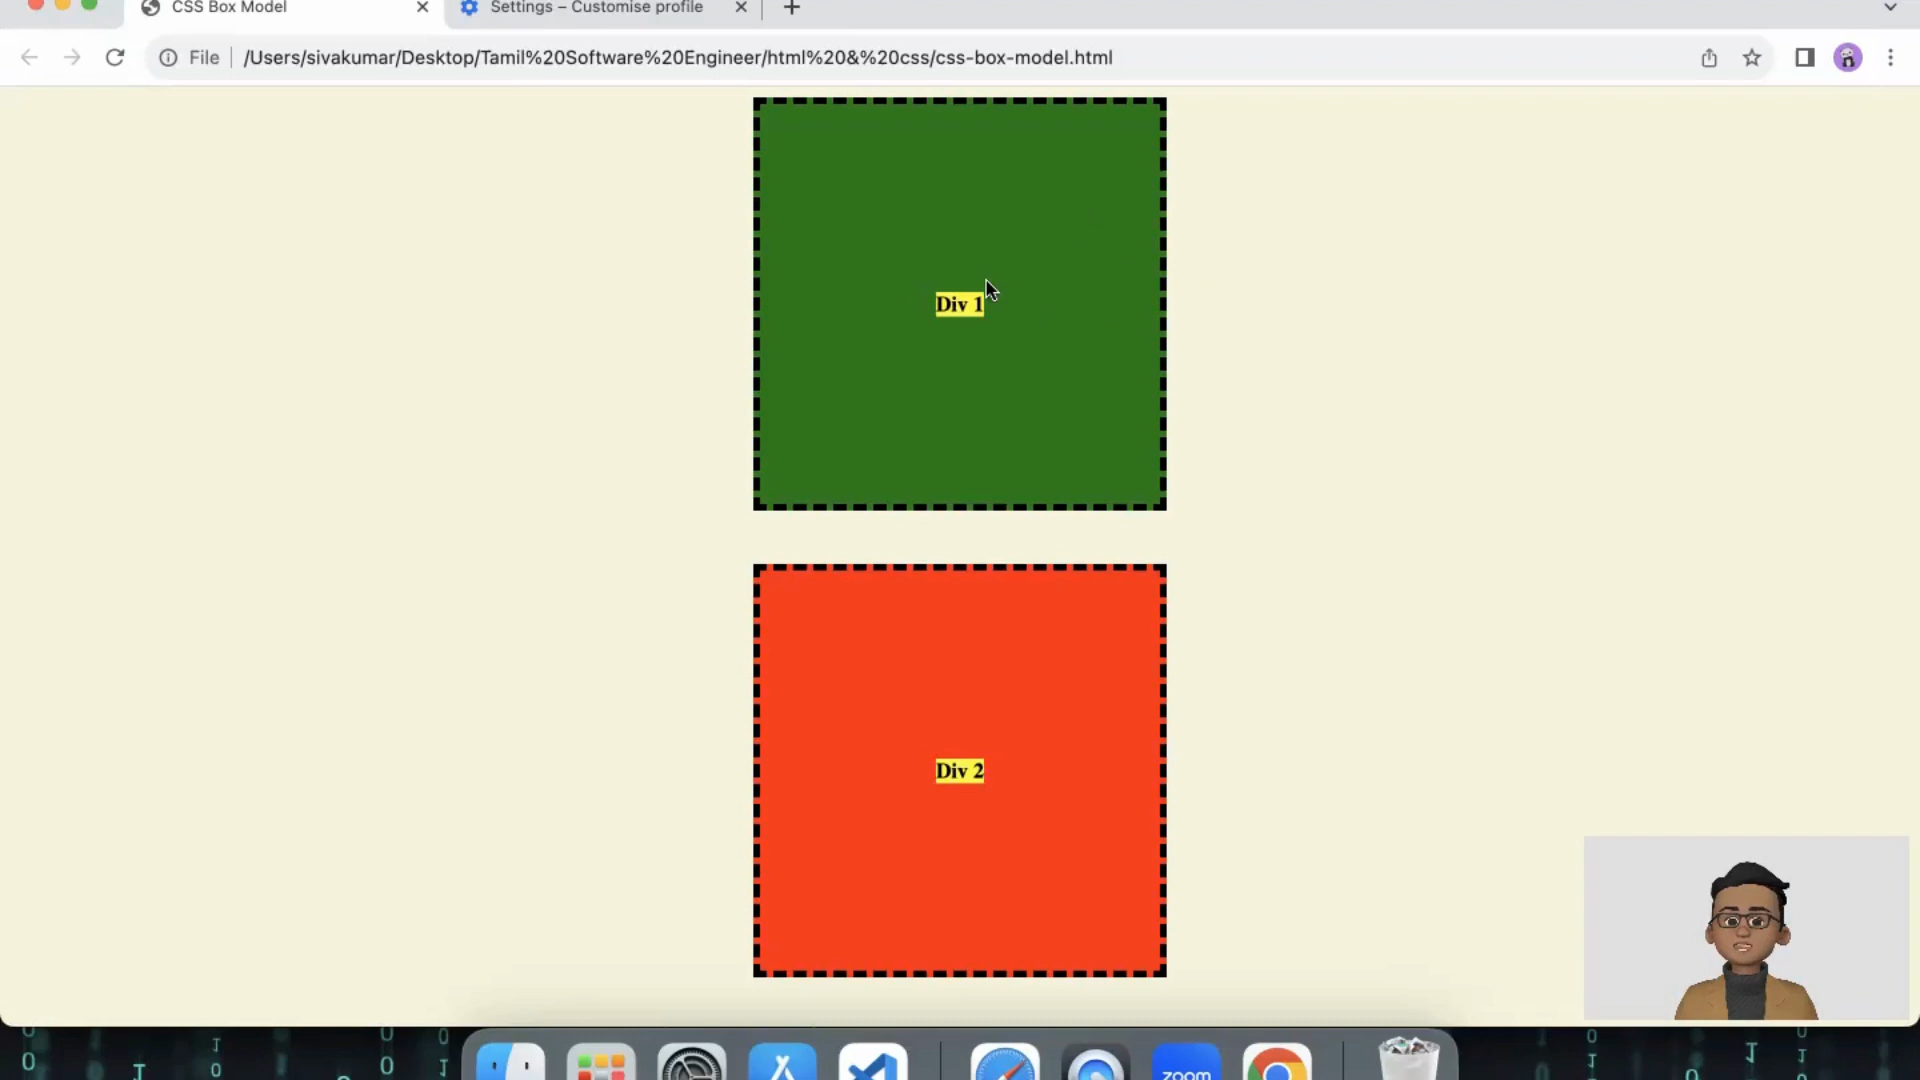 CSS Box Model
Settings – Customise profile
File
/Users/sivakumar/Desktop/Tamil%20Software%20Engineer/html%20&%20css/css-box-model.html
Div 1
Div 2
zoom